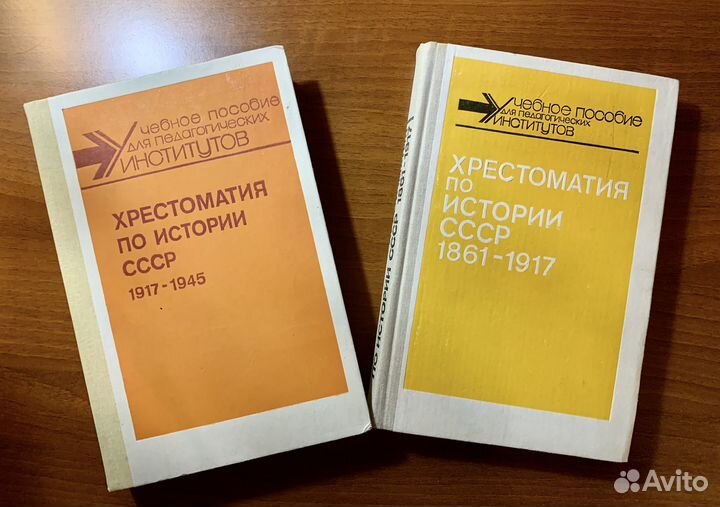 Учебное пособие
для педагогических
институтов
ХРЕСТОМАТИЯ
ПО ИСТОРИИ
СССР
1917-1945
Учебное пособие
для педагогических
институтов
ХРЕСТОМАТИЯ
ПО
ИСТОРИИ
СССР
1861-1917
ПО ИСТОРИИ СССР 1861-1917
Avito